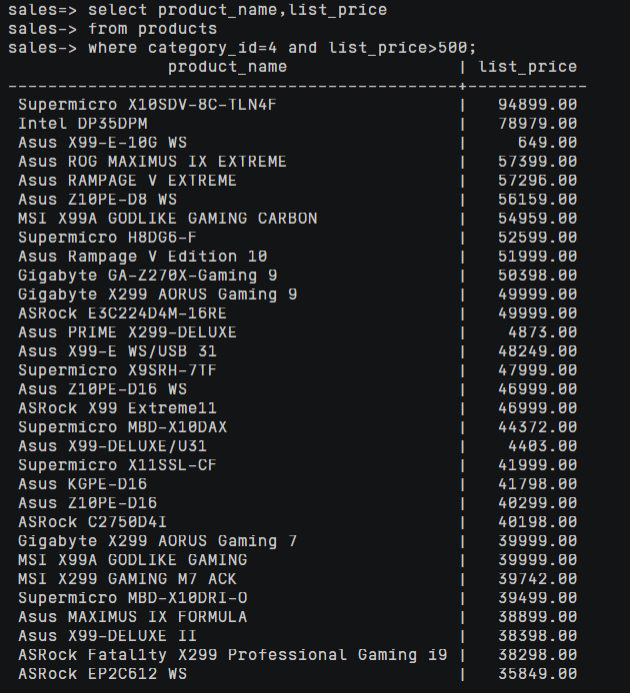 sales=> select product_name,list_price
sales-> from products
sales-> where category_id=4 and list_price>500;
product_name | list_price
---------------------------------------------+------------
Supermicro X10SDV-8C-TLN4F | 94899.00
Intel DP35DPM | 78979.00
Asus X99-E-10G WS | 649.00
Asus ROG MAXIMUS IX EXTREME | 57399.00
Asus RAMPAGE V EXTREME | 57296.00
Asus Z10PE-D8 WS | 56159.00
MSI X99A GODLIKE GAMING CARBON | 54959.00
Supermicro H8DG6-F | 52599.00
Asus Rampage V Edition 10 | 51999.00
Gigabyte GA-Z270X-Gaming 9 | 50398.00
Gigabyte X299 AORUS Gaming 9 | 49999.00
ASRock E3C224D4M-16RE | 49999.00
Asus PRIME X299-DELUXE | 4873.00
Asus X99-E WS/USB 31 | 48249.00
Supermicro X9SRH-7TF | 47999.00
Asus Z10PE-D16 WS | 46999.00
ASRock X99 Extreme11 | 46999.00
Supermicro MBD-X10DAX | 44372.00
Asus X99-DELUXE/U31 | 4403.00
Supermicro X11SSL-CF | 41999.00
Asus KGPE-D16 | 41798.00
Asus Z10PE-D16 | 40299.00
ASRock C2750D4I | 40198.00
Gigabyte X299 AORUS Gaming 7 | 39999.00
MSI X99A GODLIKE GAMING | 39999.00
MSI X299 GAMING M7 ACK | 39742.00
Supermicro MBD-X10DRI-O | 39499.00
Asus MAXIMUS IX FORMULA | 38899.00
Asus X99-DELUXE II | 38398.00
ASRock Fatal1ty X299 Professional Gaming i9 | 38298.00
ASRock EP2C612 WS | 35849.00